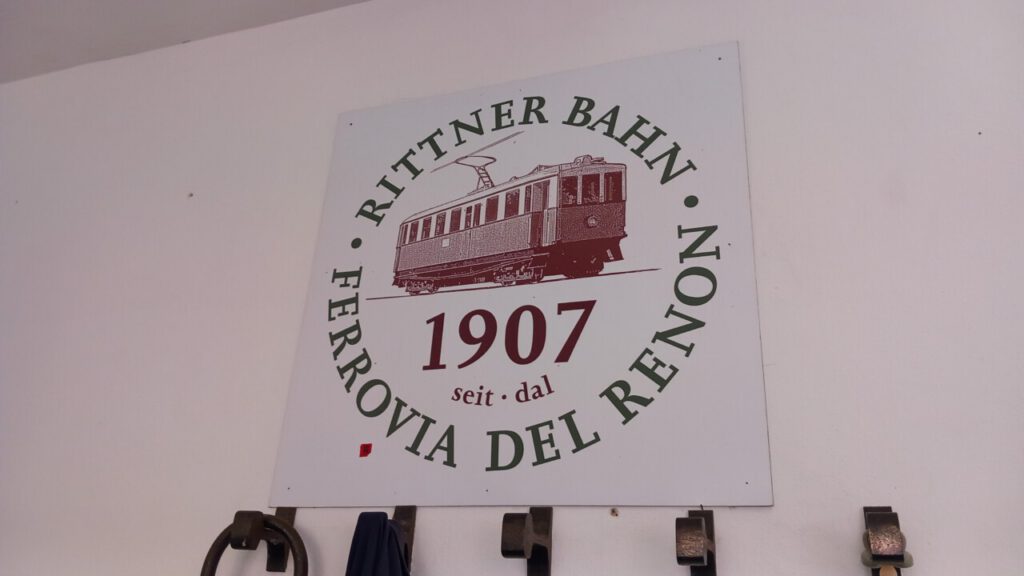 RITTNER BAHN
1907
seit · dal
FERROVIA DEL RENON